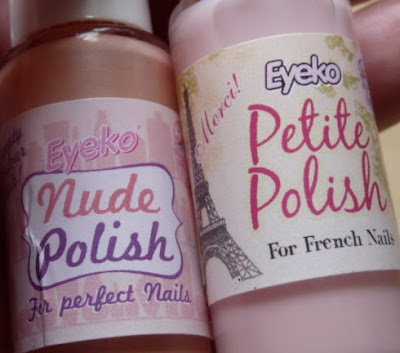 Eyeko
Nude
Polish
For perfect Nails
Merci!
Eyeko
Petite
Polish
For French Nails